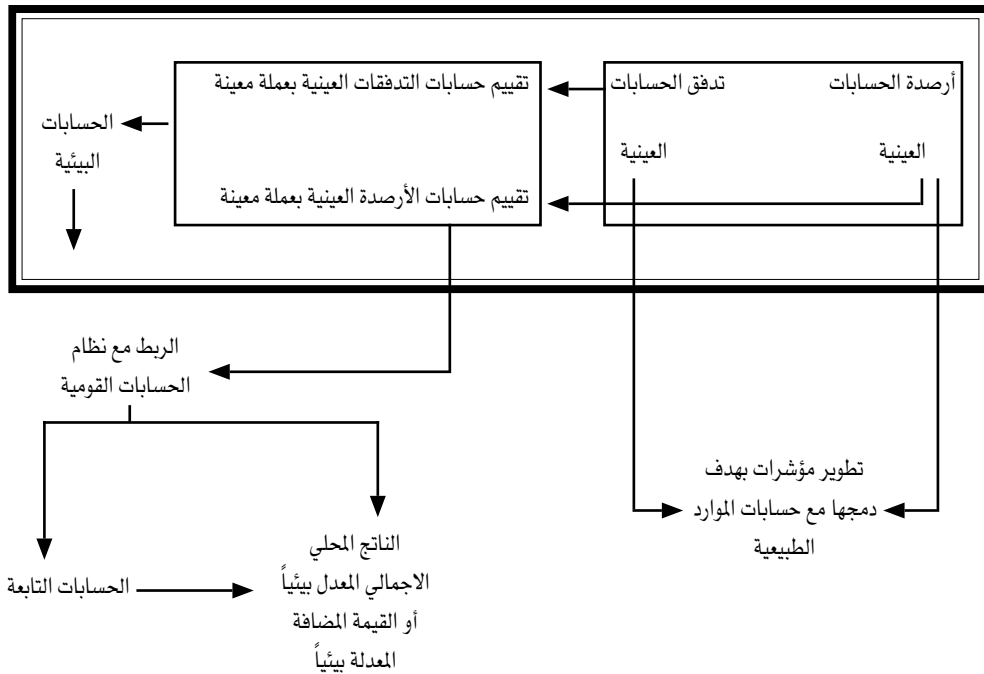 أرصدة الحسابات
العينية
تدفق الحسابات
العينية
تقييم حسابات التدفقات العينية بعملة معينة
تقييم حسابات الأرصدة العينية بعملة معينة
الحسابات
البيئية
الربط مع نظام
الحسابات القومية
تطوير مؤشرات بهدف
دمجها مع حسابات الموارد
الطبيعية
الناتج المحلي
الاجمالي المعدل بيئياً
أو القيمة المضافة
المعدلة بيئياً
الحسابات التابعة